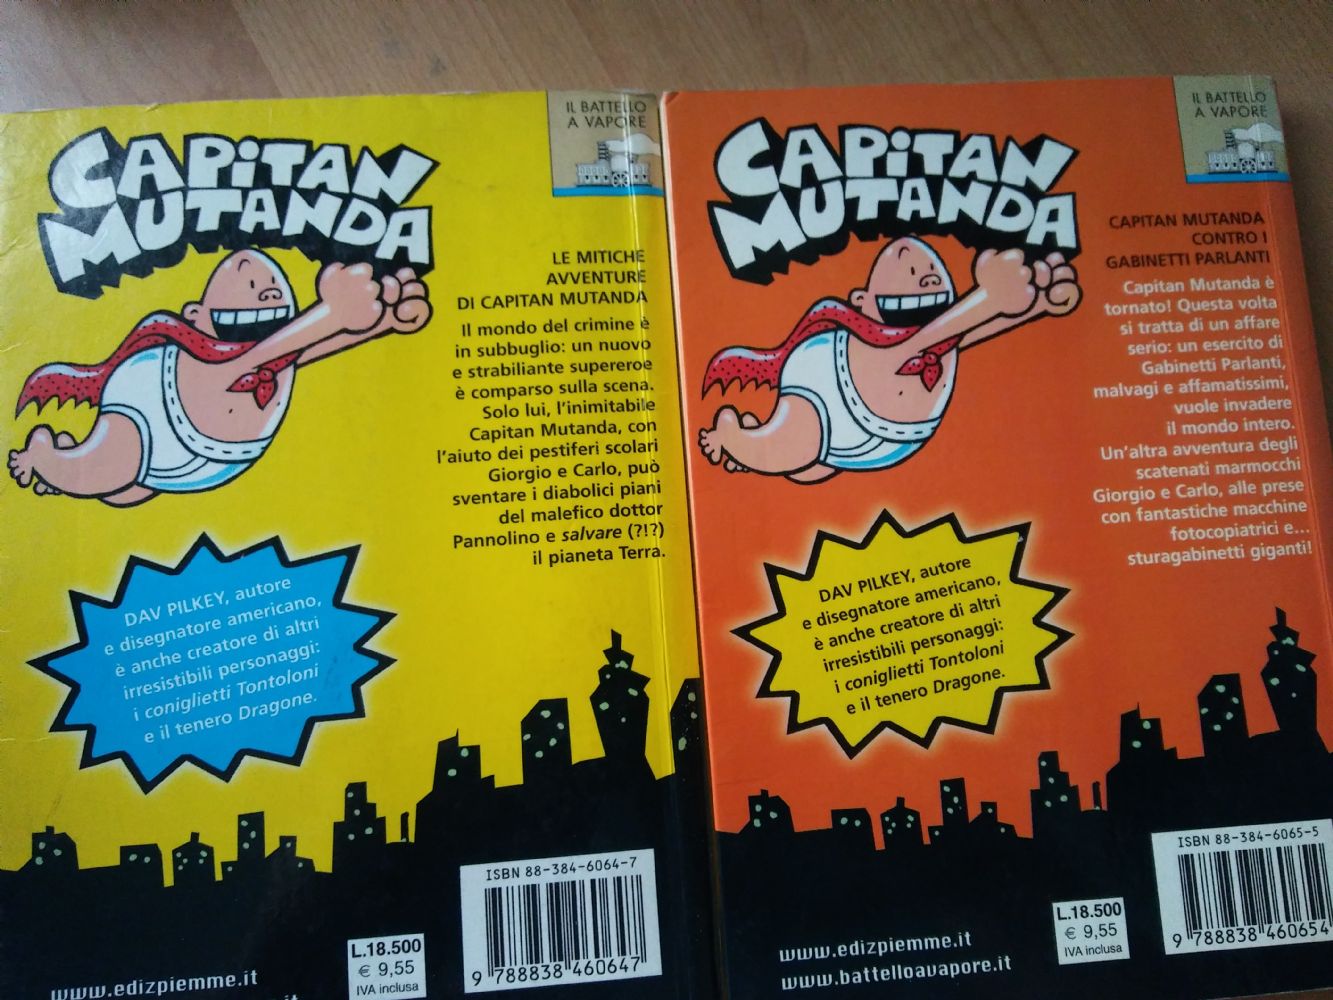 IL BATTELLO
A VAPORE
CAPITAN
MUTANDA
LE MITICHE
AVVENTURE
DI CAPITAN MUTANDA
Il mondo del crimine è
in subbuglio: un nuovo
e strabiliante supereroe
è comparso sulla scena.
Solo lui, l'inimitabile
Capitan Mutanda, con
l'aiuto dei pestiferi scolari
Giorgio e Carlo, può
sventare i diabolici piani
del malefico dottor
Pannolino e salvare (?!?)
il pianeta Terra.
DAV PILKEY, autore
e disegnatore americano,
è anche creatore di altri
irresistibili personaggi:
i coniglietti Tontoloni
e il tenero Dragone.
ISBN 88-384-6064-7
9 788838 460647
L.18.500
€ 9,55
IVA inclusa
www.edizpiemme.it
IL BATTELLO
A VAPORE
CAPITAN
MUTANDA
CAPITAN MUTANDA
CONTRO I
GABINETTI PARLANTI
Capitan Mutanda è
tornato! Questa volta
si tratta di un affare
serio: un esercito di
Gabinetti Parlanti,
malvagi e affamatissimi,
vuole invadere
il mondo intero.
Un'altra avventura degli
scatenati marmocchi
Giorgio e Carlo, alle prese
con fantastiche macchine
fotocopiatrici e...
sturagabinetti giganti!
DAV PILKEY, autore
e disegnatore americano,
è anche creatore di altri
irresistibili personaggi:
i coniglietti Tontoloni
e il tenero Dragone.
ISBN 88-384-6065-5
9 788838 460654
L.18.500
€ 9,55
IVA inclusa
www.edizpiemme.it
www.battelloavapore.it